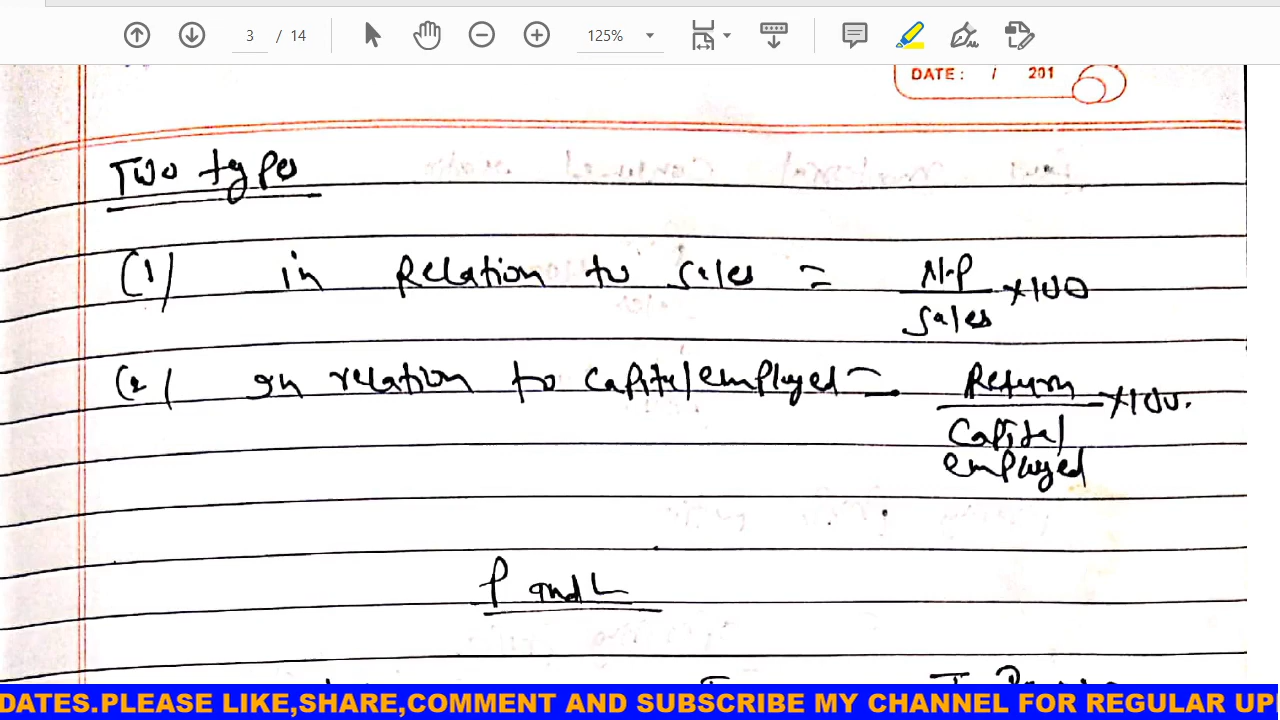 3 / 14
125%
DATE : / 201
Two types
(1) in Relation to sales = N.P / Sales ×100
(2) In relation to capital employed = Return / Capital employed ×100.
P and L
DATES.PLEASE LIKE,SHARE,COMMENT AND SUBSCRIBE MY CHANNEL FOR REGULAR UP